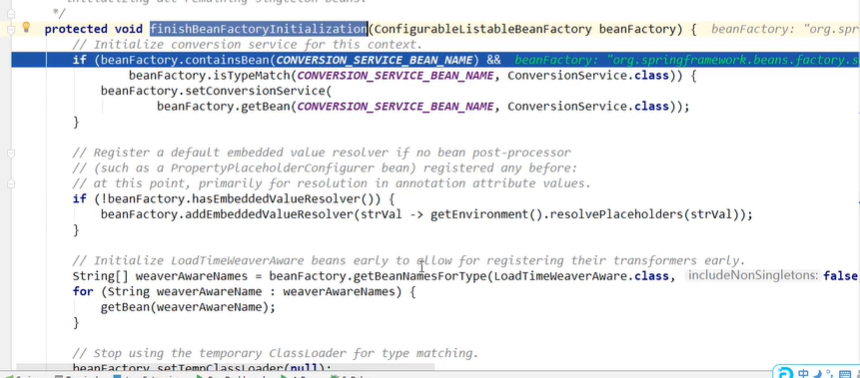 */
protected void finishBeanFactoryInitialization(ConfigurableListableBeanFactory beanFactory) {  beanFactory: "org.spr
// Initialize conversion service for this context.
if (beanFactory.containsBean(CONVERSION_SERVICE_BEAN_NAME) &&  beanFactory: "org.springframework.beans.factory.s
beanFactory.isTypeMatch(CONVERSION_SERVICE_BEAN_NAME, ConversionService.class)) {
beanFactory.setConversionService(
beanFactory.getBean(CONVERSION_SERVICE_BEAN_NAME, ConversionService.class));
}
// Register a default embedded value resolver if no bean post-processor
// (such as a PropertyPlaceholderConfigurer bean) registered any before:
// at this point, primarily for resolution in annotation attribute values.
if (!beanFactory.hasEmbeddedValueResolver()) {
beanFactory.addEmbeddedValueResolver(strVal -> getEnvironment().resolvePlaceholders(strVal));
}
// Initialize LoadTimeWeaverAware beans early to allow for registering their transformers early.
String[] weaverAwareNames = beanFactory.getBeanNamesForType(LoadTimeWeaverAware.class, includeNonSingletons: false
for (String weaverAwareName : weaverAwareNames) {
getBean(weaverAwareName);
}
// Stop using the temporary ClassLoader for type matching.
beanFactory.setTempClassLoader(null);
中